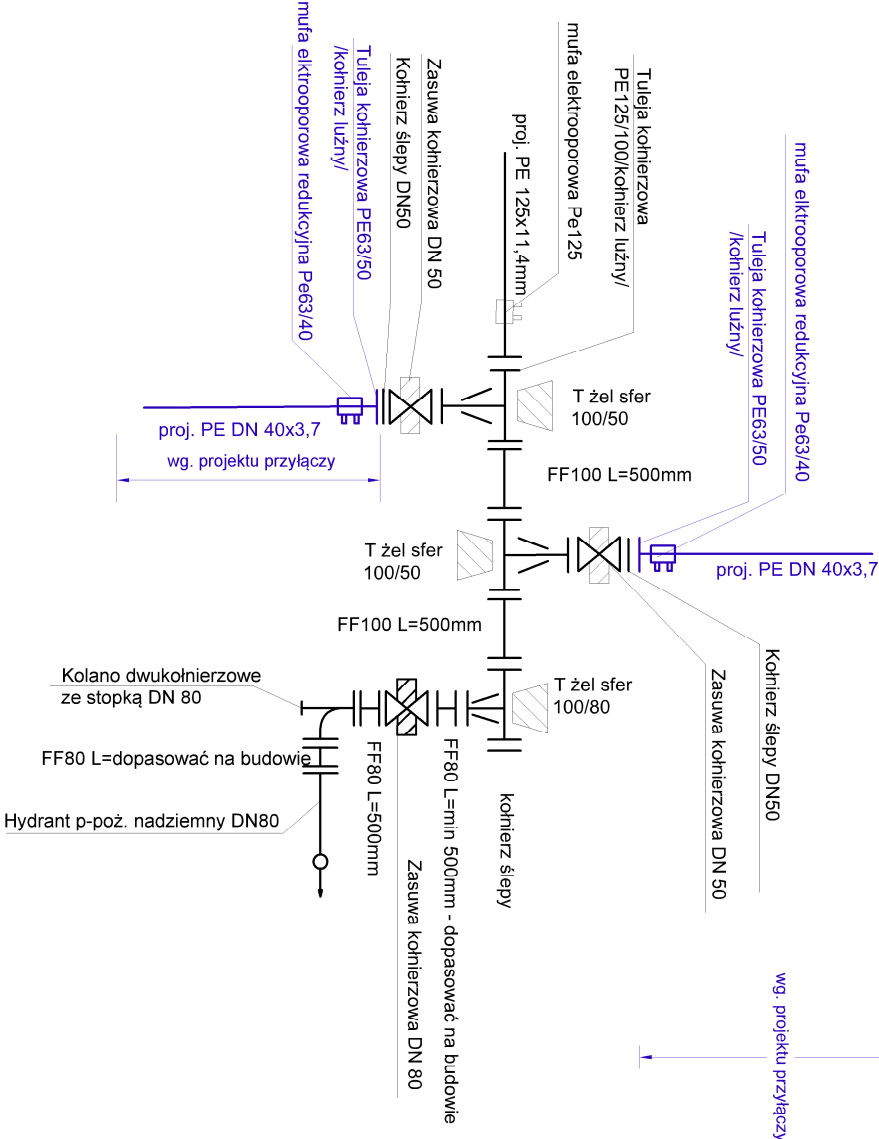 mufa elktrooporowa redukcyjna Pe63/40
Tuleja kołnierzowa PE63/50
/kołnierz luźny/
Kołnierz ślepy DN50
Zasuwa kołnierzowa DN 50
proj. PE 125x11,4mm
mufa elektrooporowa Pe125
Tuleja kołnierzowa
PE125/100/kołnierz luźny/
Tuleja kołnierzowa PE63/50
/kołnierz luźny/
mufa elktrooporowa redukcyjna Pe63/40
proj. PE DN 40x3,7
wg. projektu przyłączy
T żel sfer
100/50
FF100 L=500mm
T żel sfer
100/50
proj. PE DN 40x3,7
FF100 L=500mm
Kolano dwukołnierzowe
ze stopką DN 80
T żel sfer
100/80
FF80 L=dopasować na budowie
Hydrant p-poż. nadziemny DN80
FF80 L=500mm
Zasuwa kołnierzowa DN 80
FF80 L=min 500mm - dopasować na budowie
kołnierz ślepy
Zasuwa kołnierzowa DN 50
Kołnierz ślepy DN50
wg. projektu przyłączy